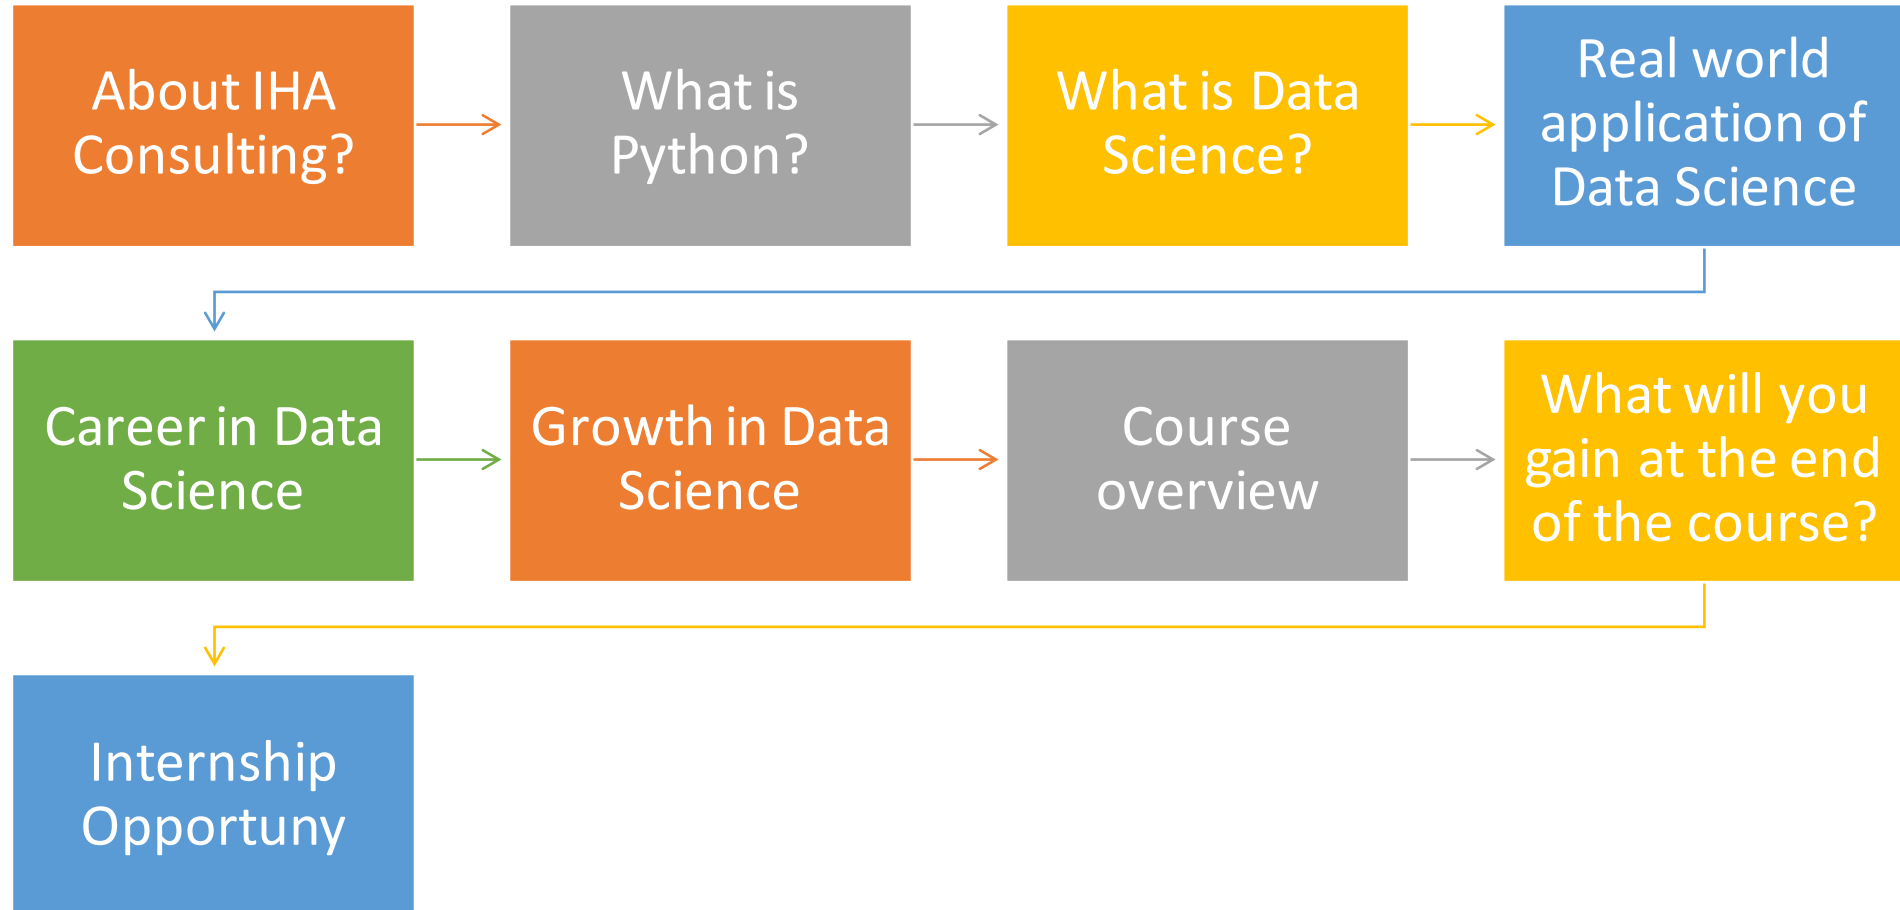 About IHA
Consulting?
What is
Python?
What is Data
Science?
Real world
application of
Data Science
Career in Data
Science
Growth in Data
Science
Course
overview
What will you
gain at the end
of the course?
Internship
Opportuny